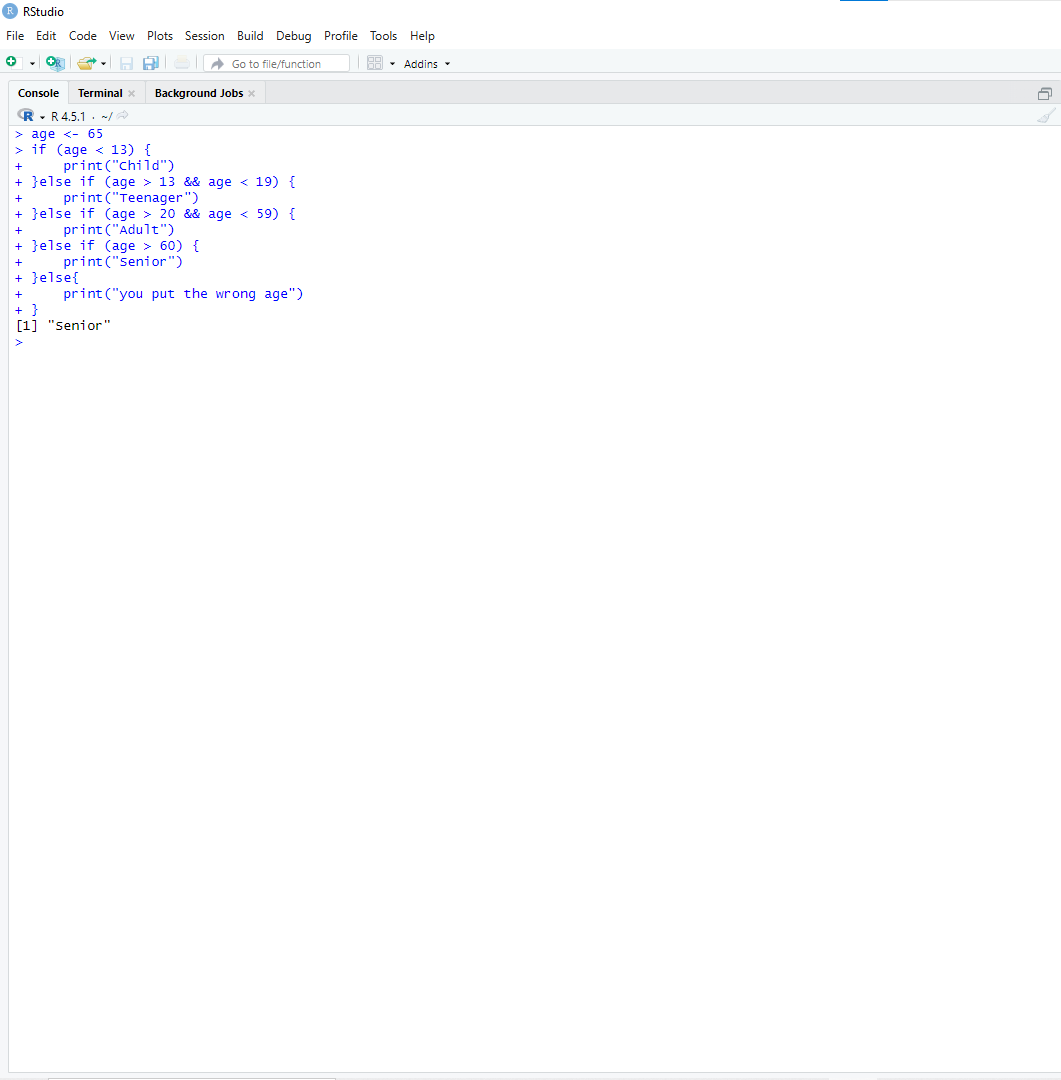 RStudio
File Edit Code View Plots Session Build Debug Profile Tools Help
Go to file/function Addins
Console Terminal Background Jobs
R R 4.5.1 · ~/
> age <- 65
> if (age < 13) {
+     print("Child")
+ }else if (age > 13 && age < 19) {
+     print("Teenager")
+ }else if (age > 20 && age < 59) {
+     print("Adult")
+ }else if (age > 60) {
+     print("Senior")
+ }else{
+     print("you put the wrong age")
+ }
[1] "Senior"
>